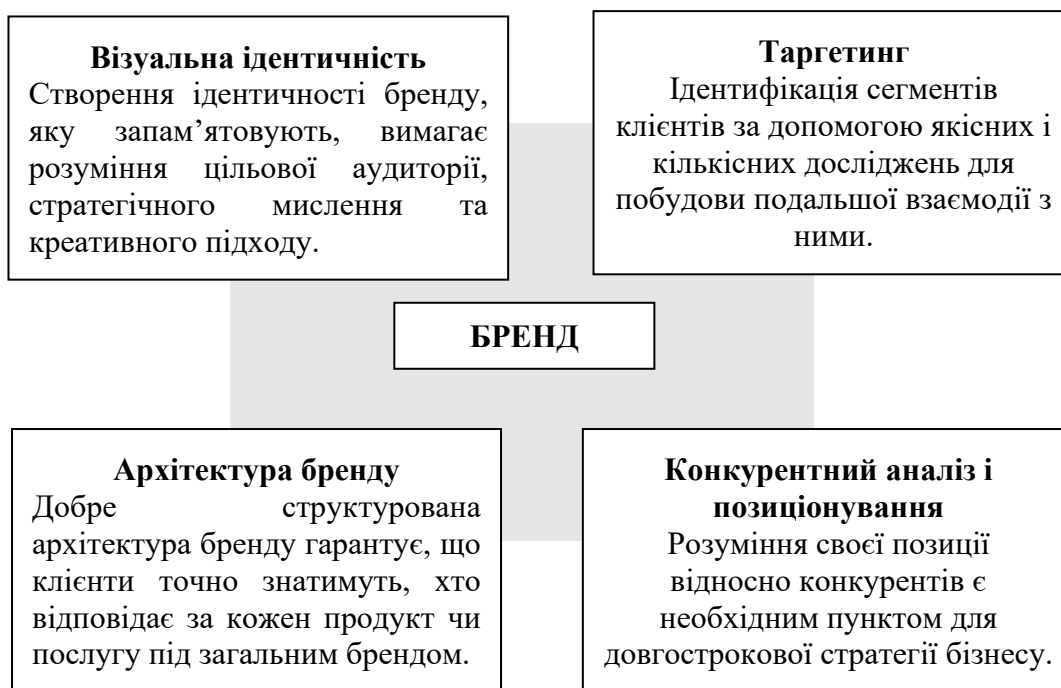 Візуальна ідентичність
Створення ідентичності бренду,
яку запам’ятовують, вимагає
розуміння цільової аудиторії,
стратегічного мислення та
креативного підходу.
Таргетинг
Ідентифікація сегментів
клієнтів за допомогою якісних і
кількісних досліджень для
побудови подальшої взаємодії з
ними.
БРЕНД
Архітектура бренду
Добре структурована
архітектура бренду гарантує, що
клієнти точно знатимуть, хто
відповідає за кожен продукт чи
послугу під загальним брендом.
Конкурентний аналіз і
позиціонування
Розуміння своєї позиції
відносно конкурентів є
необхідним пунктом для
довгострокової стратегії бізнесу.